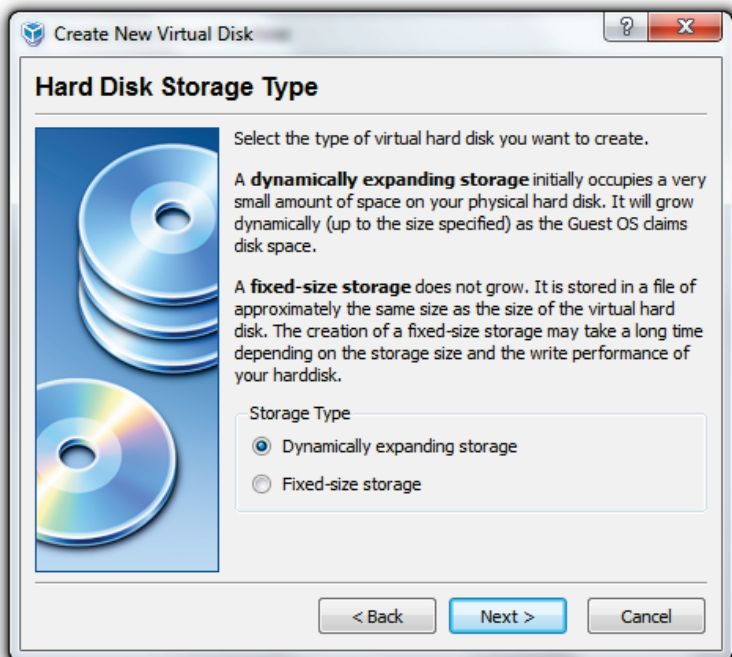 Create New Virtual Disk
Hard Disk Storage Type
Select the type of virtual hard disk you want to create.
A dynamically expanding storage initially occupies a very
small amount of space on your physical hard disk. It will grow
dynamically (up to the size specified) as the Guest OS claims
disk space.
A fixed-size storage does not grow. It is stored in a file of
approximately the same size as the size of the virtual hard
disk. The creation of a fixed-size storage may take a long time
depending on the storage size and the write performance of
your harddisk.
Storage Type
Dynamically expanding storage
Fixed-size storage
< Back Next > Cancel